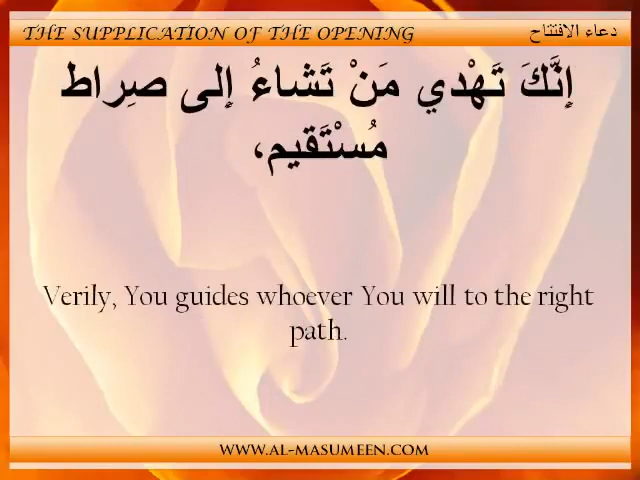 THE SUPPLICATION OF THE OPENING
دعاء الافتتاح
إِنَّكَ تَهْدي مَنْ تَشاءُ إِلى صِراط
مُسْتَقيم،
Verily, You guides whoever You will to the right
path.
WWW.AL-MASUMEEN.COM